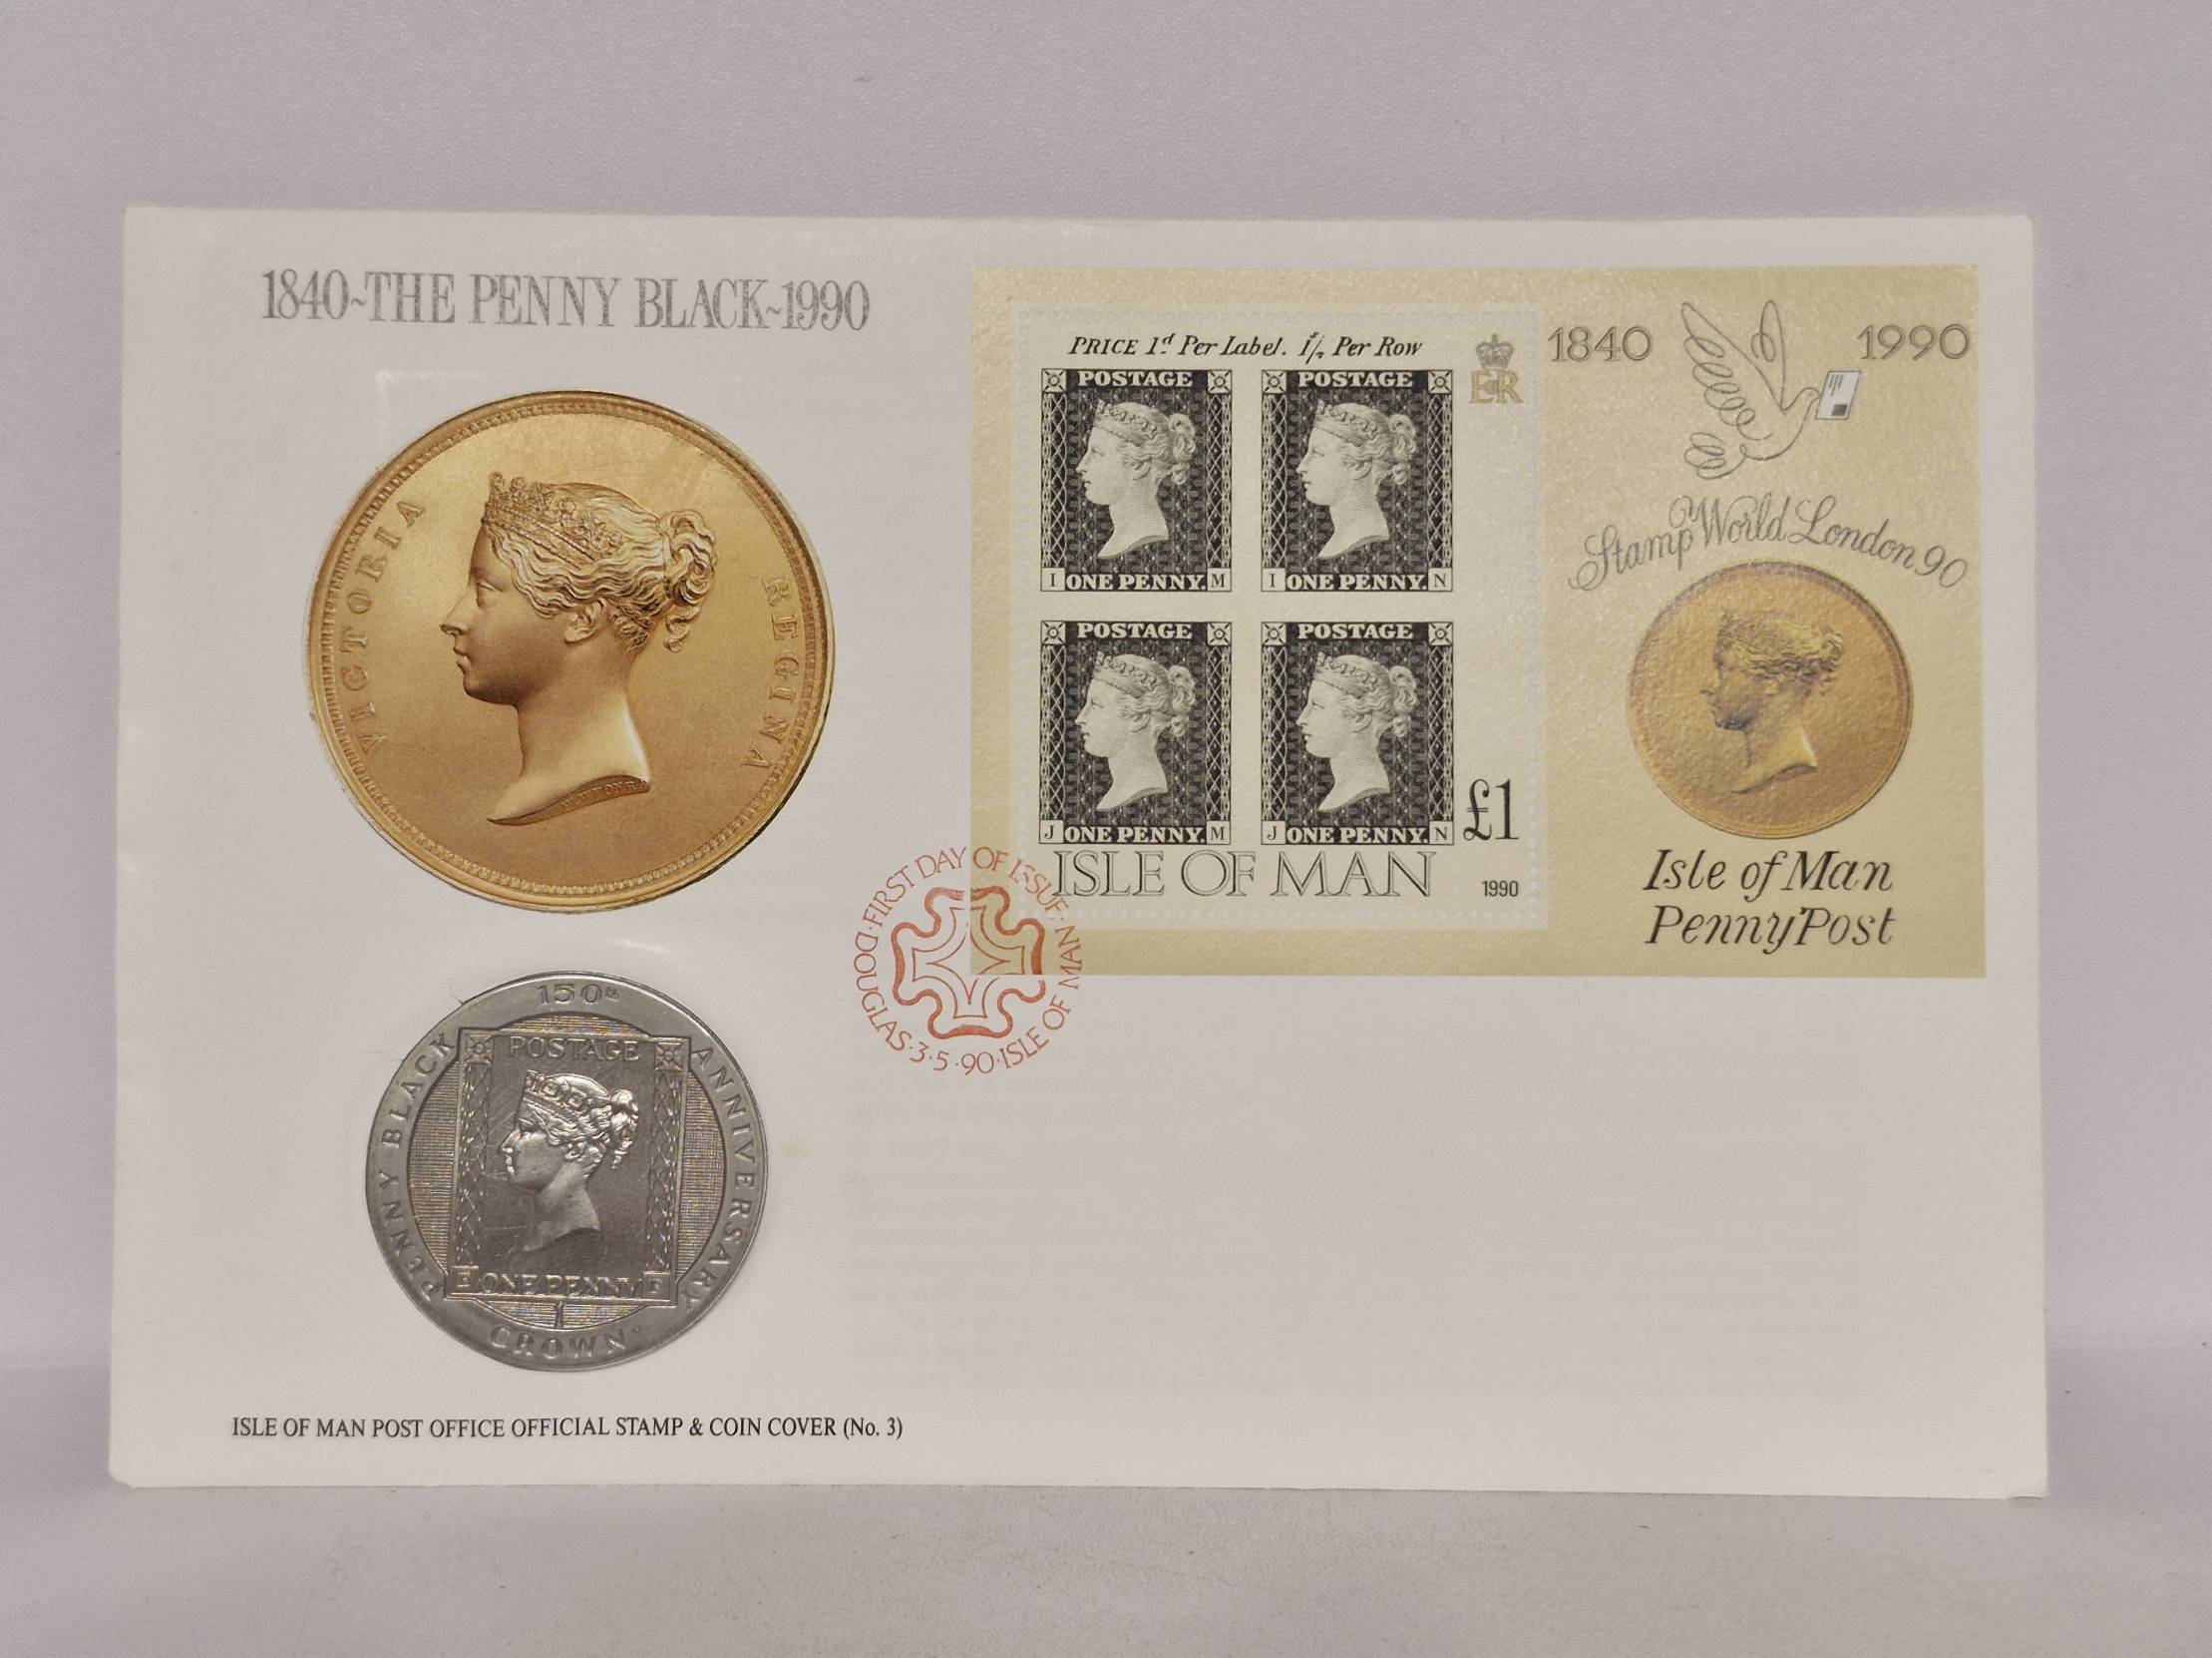 1840~THE PENNY BLACK~1990
VICTORIA REGINA
PRICE 1d Per Label. 1/- Per Row
ER
POSTAGE
I ONE PENNY. M
POSTAGE
I ONE PENNY. N
POSTAGE
J ONE PENNY. M
POSTAGE
J ONE PENNY. N
£1
ISLE OF MAN
1990
1840 1990
Stamp World London 90
Isle of Man
Penny Post
FIRST DAY OF ISSUE
DOUGLAS·3·5·90·ISLE OF MAN
150th
PENNY BLACK ANNIVERSARY
POSTAGE
ONE PENNY
1
CROWN
ISLE OF MAN POST OFFICE OFFICIAL STAMP & COIN COVER (No. 3)